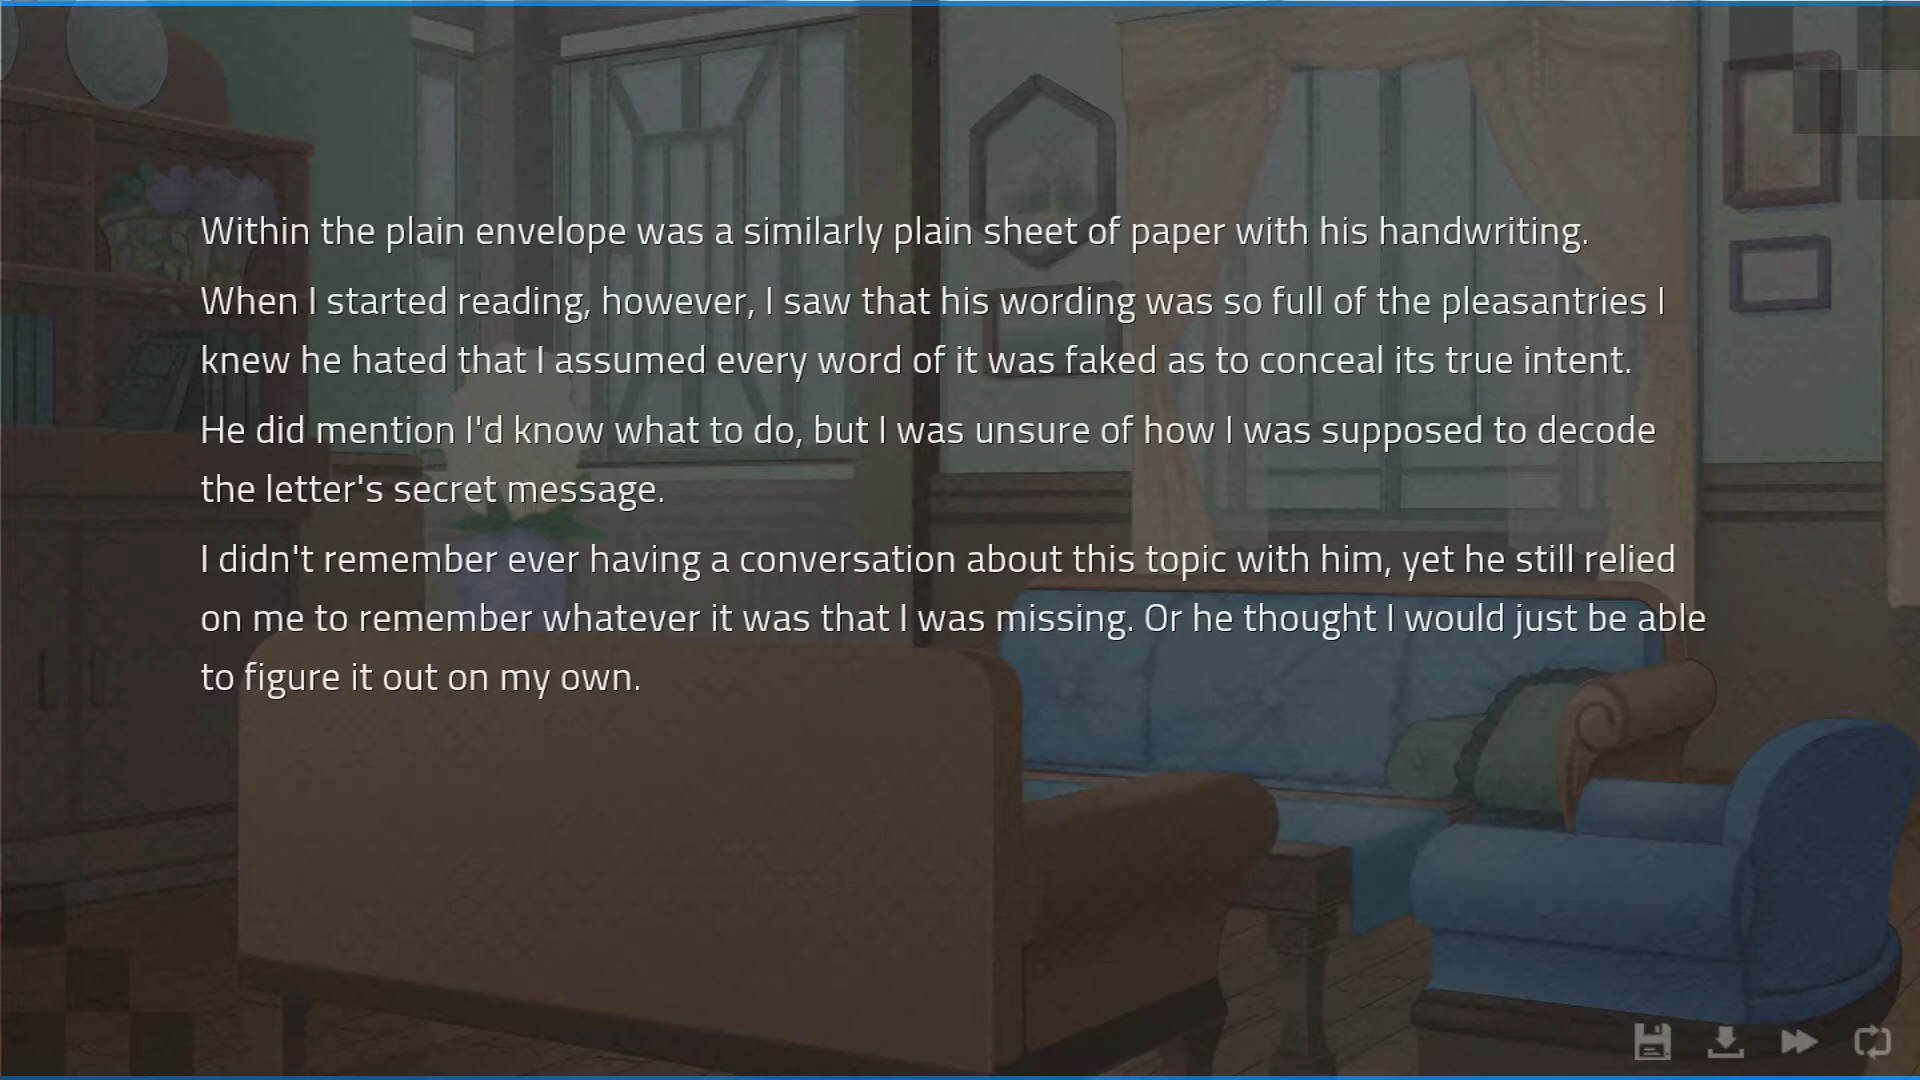 Within the plain envelope was a similarly plain sheet of paper with his handwriting.
When I started reading, however, I saw that his wording was so full of the pleasantries I
knew he hated that I assumed every word of it was faked as to conceal its true intent.
He did mention I'd know what to do, but I was unsure of how I was supposed to decode
the letter's secret message.
I didn't remember ever having a conversation about this topic with him, yet he still relied
on me to remember whatever it was that I was missing. Or he thought I would just be able
to figure it out on my own.